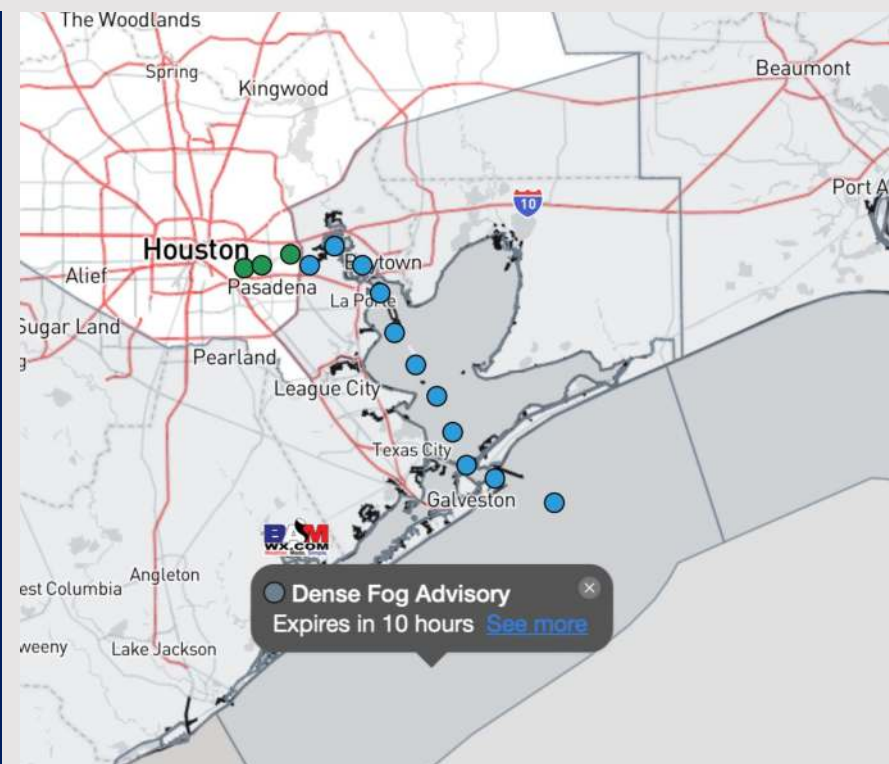 The Woodlands
Spring
Kingwood
Beaumont
10
Port A
Houston
Baytown
Alief
Pasadena
La Porte
Sugar Land
g
Pearland
League City
Texas City
Galveston
BAM
WX.COM
Dense Fog Advisory
Expires in 10 hours See more
Angleton
est Columbia
weeny
Lake Jackson